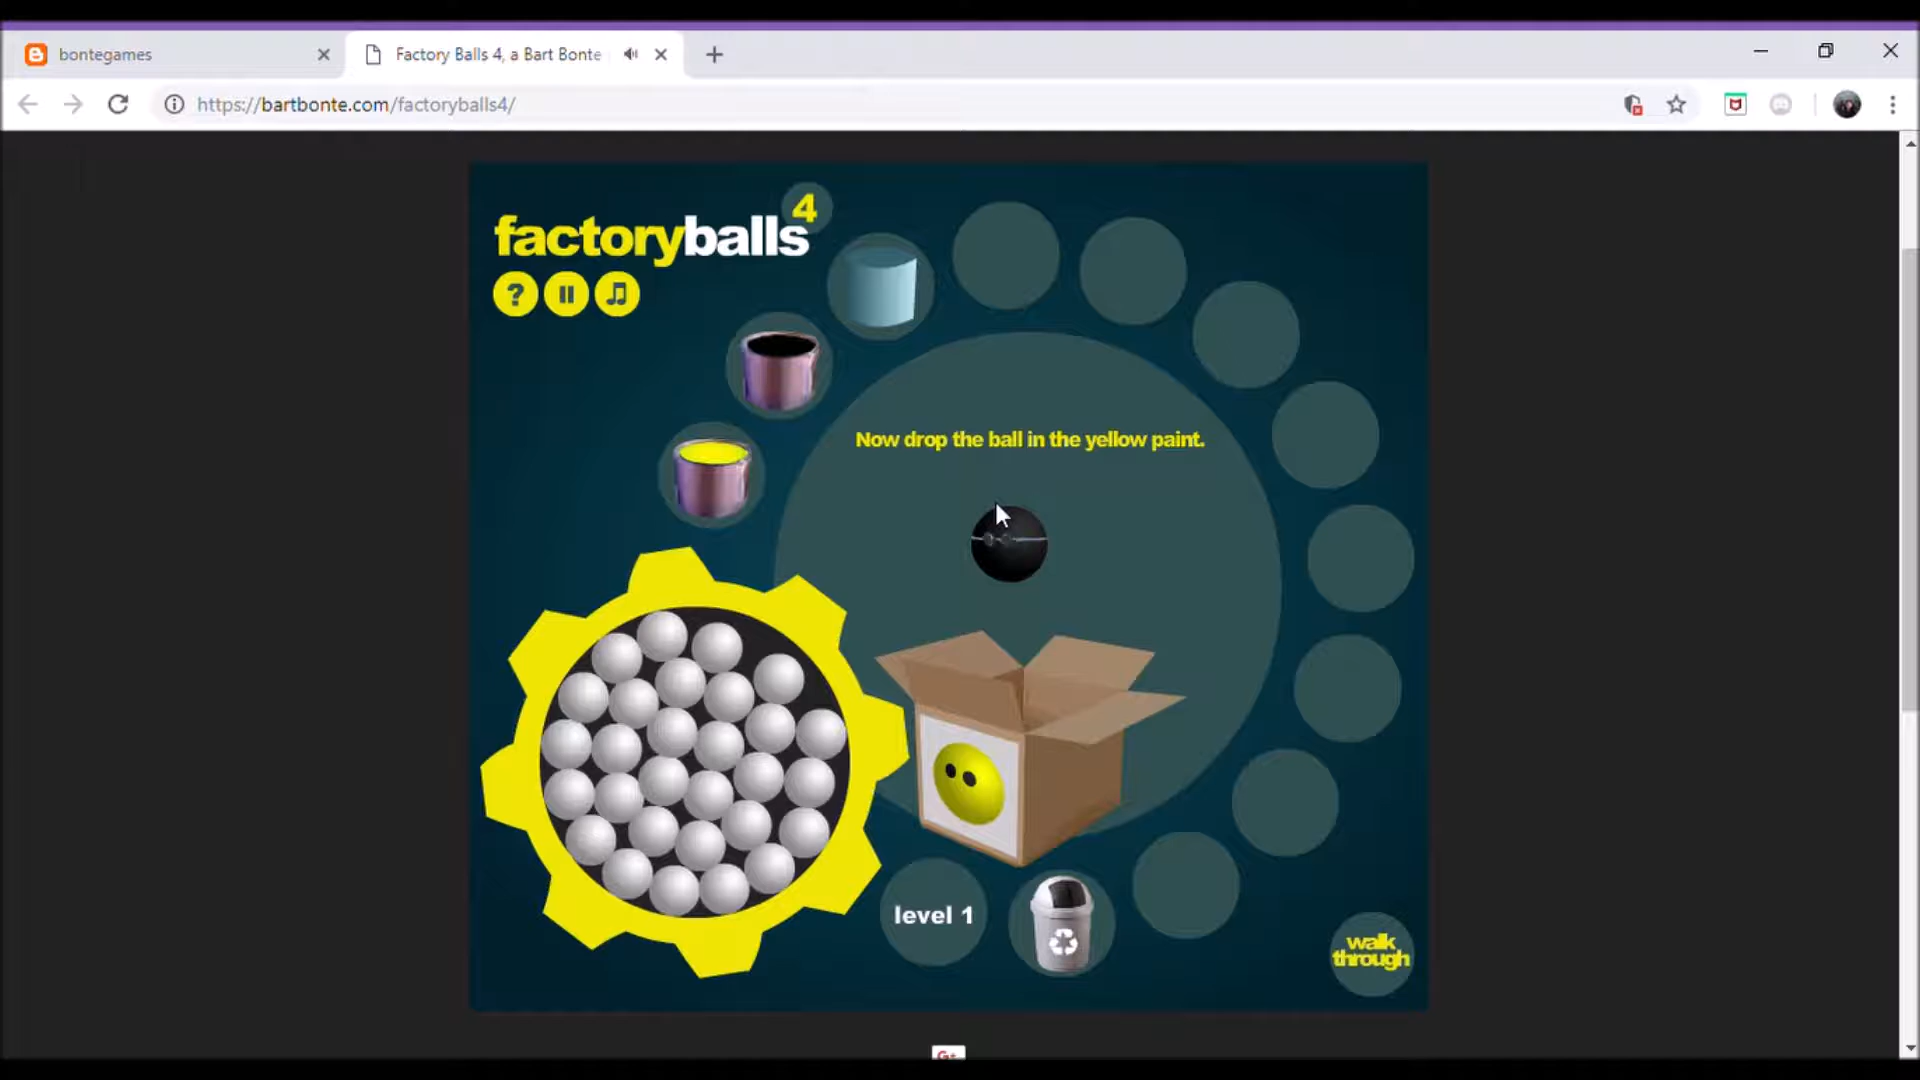 bontegames
Factory Balls 4, a Bart Bonte
https://bartbonte.com/factoryballs4/
factoryballs 4
?
Now drop the ball in the yellow paint.
level 1
walk
through
G+